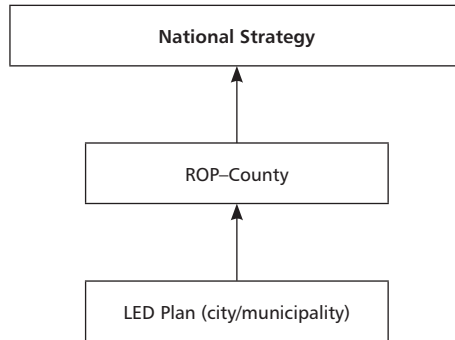 National Strategy
ROP–County
LED Plan (city/municipality)